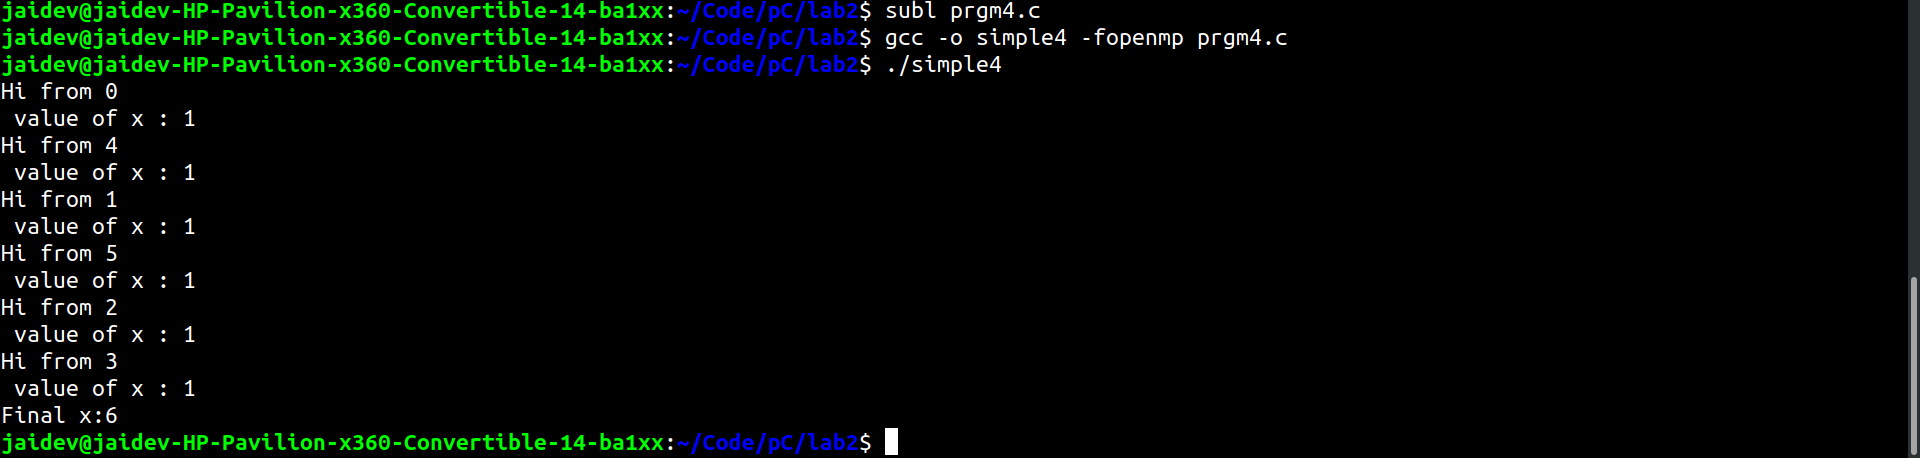 jaidev@jaidev-HP-Pavilion-x360-Convertible-14-ba1xx:~/Code/pC/lab2$ subl prgm4.c
jaidev@jaidev-HP-Pavilion-x360-Convertible-14-ba1xx:~/Code/pC/lab2$ gcc -o simple4 -fopenmp prgm4.c
jaidev@jaidev-HP-Pavilion-x360-Convertible-14-ba1xx:~/Code/pC/lab2$ ./simple4
Hi from 0
 value of x : 1
Hi from 4
 value of x : 1
Hi from 1
 value of x : 1
Hi from 5
 value of x : 1
Hi from 2
 value of x : 1
Hi from 3
 value of x : 1
Final x:6
jaidev@jaidev-HP-Pavilion-x360-Convertible-14-ba1xx:~/Code/pC/lab2$